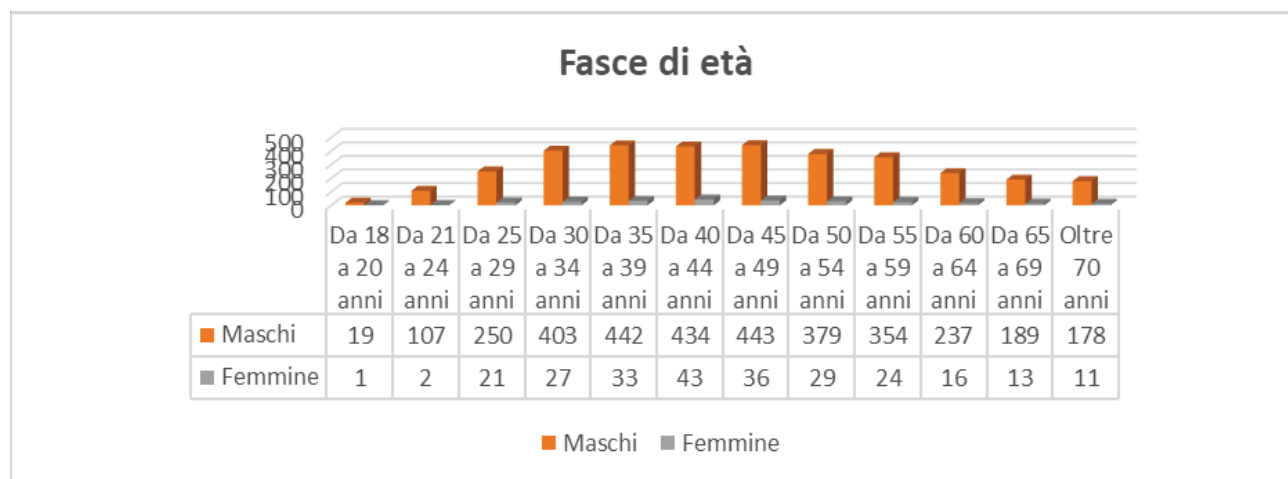 Fasce di età
500
400
300
200
100
0
Da 18 Da 21 Da 25 Da 30 Da 35 Da 40 Da 45 Da 50 Da 55 Da 60 Da 65 Oltre
a 20 a 24 a 29 a 34 a 39 a 44 a 49 a 54 a 59 a 64 a 69 70
anni anni anni anni anni anni anni anni anni anni anni anni
Maschi 19 107 250 403 442 434 443 379 354 237 189 178
Femmine 1 2 21 27 33 43 36 29 24 16 13 11
Maschi Femmine